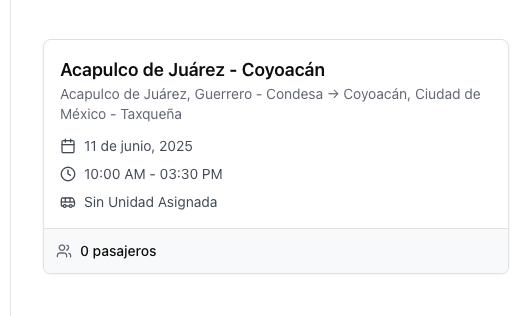 Acapulco de Juárez - Coyoacán
Acapulco de Juárez, Guerrero - Condesa → Coyoacán, Ciudad de
México - Taxqueña
11 de junio, 2025
10:00 AM - 03:30 PM
Sin Unidad Asignada
0 pasajeros